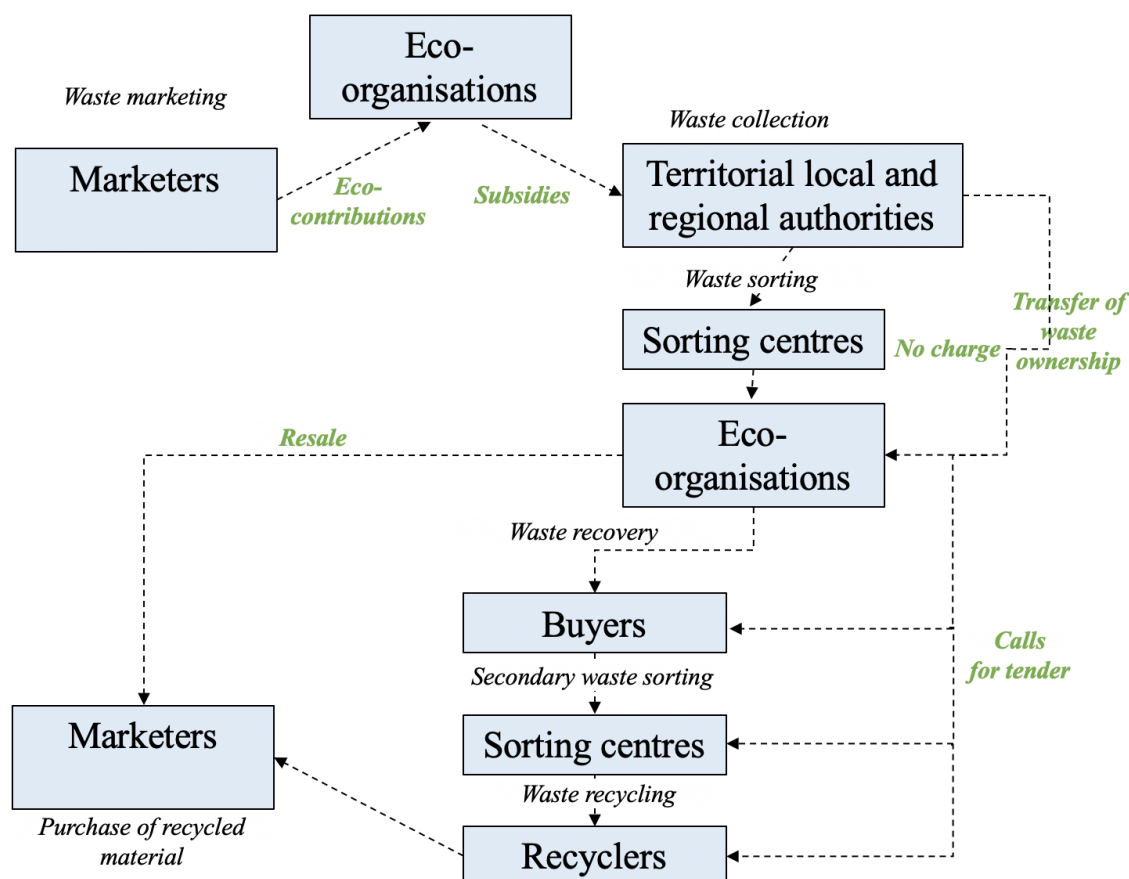 Eco-
organisations
Waste marketing
Waste collection
Marketers
Territorial local and
regional authorities
Eco-
contributions
Subsidies
Waste sorting
Transfer of
waste
ownership
Sorting centres
No charge
Eco-
organisations
Resale
Waste recovery
Buyers
Calls
for tender
Secondary waste sorting
Marketers
Sorting centres
Waste recycling
Purchase of recycled
material
Recyclers